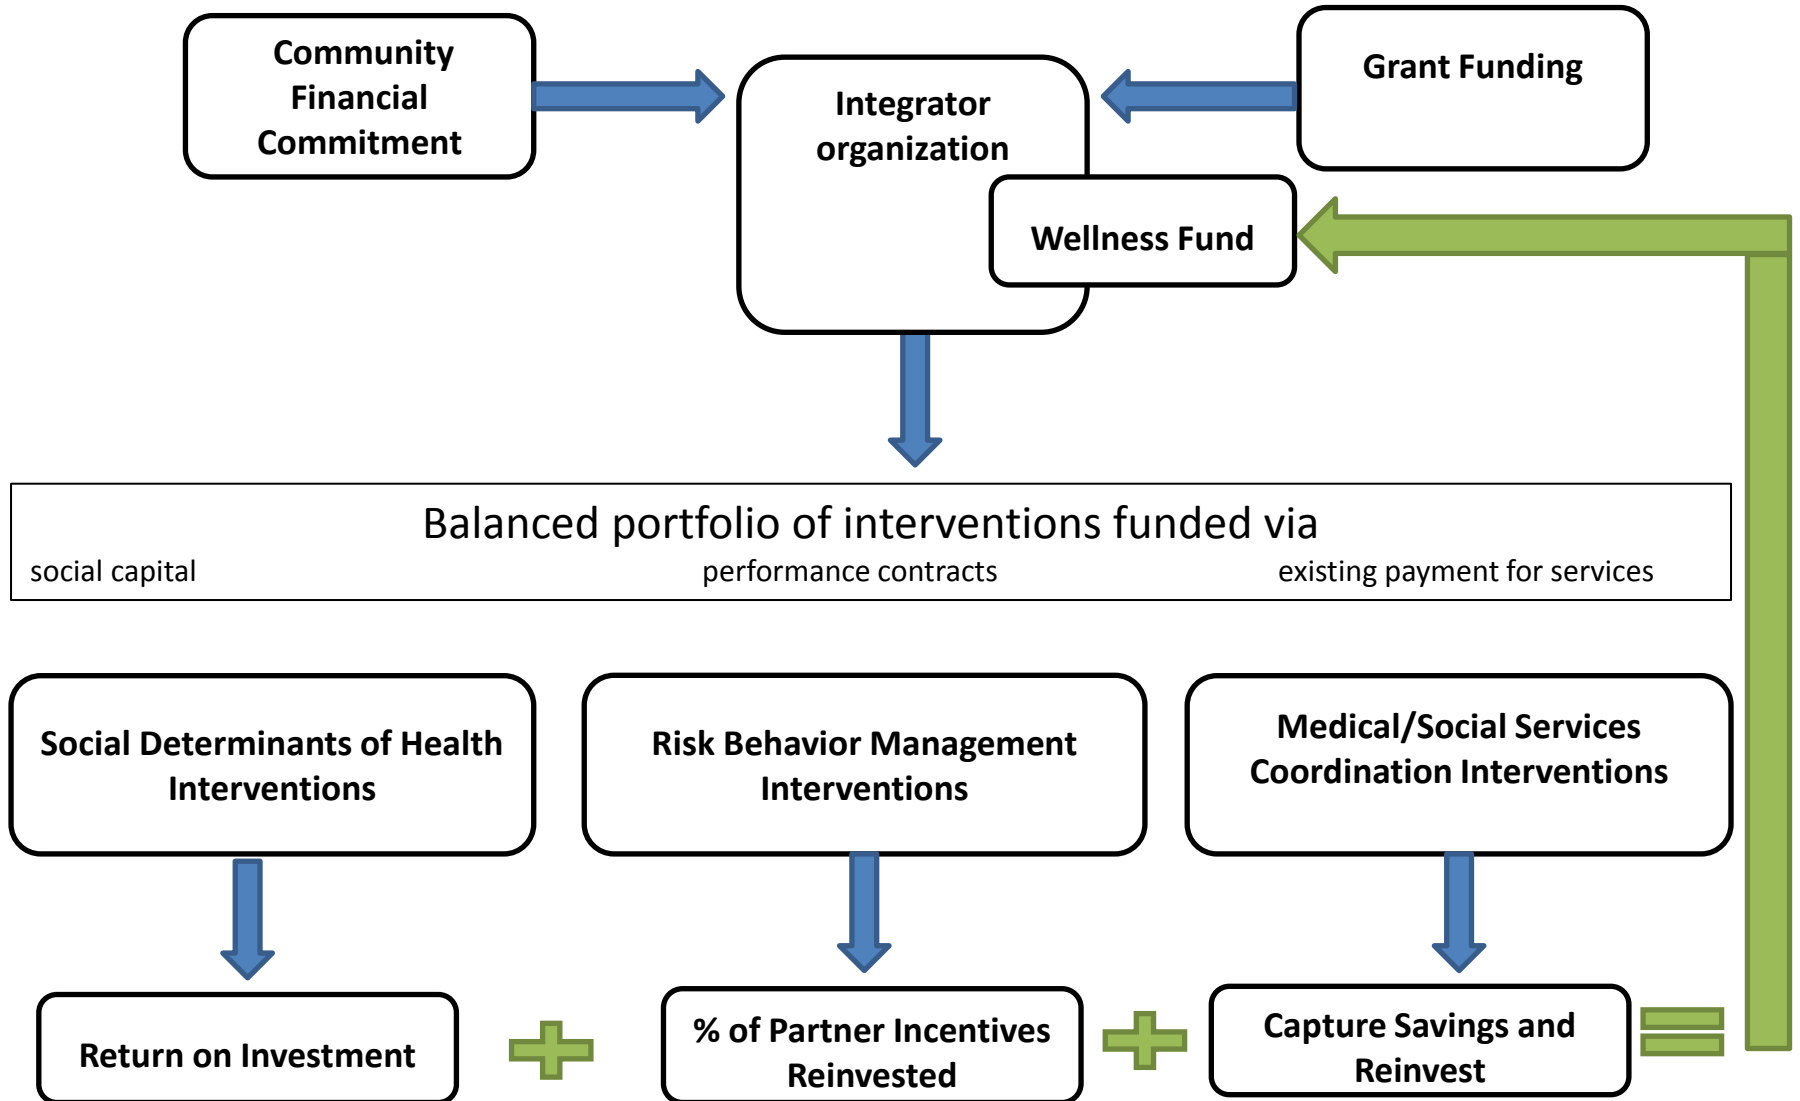 Community
Financial
Commitment
Integrator
organization
Grant Funding
Wellness Fund
Balanced portfolio of interventions funded via
social capital
performance contracts
existing payment for services
Social Determinants of Health
Interventions
Risk Behavior Management
Interventions
Medical/Social Services
Coordination Interventions
Return on Investment
% of Partner Incentives
Reinvested
Capture Savings and
Reinvest